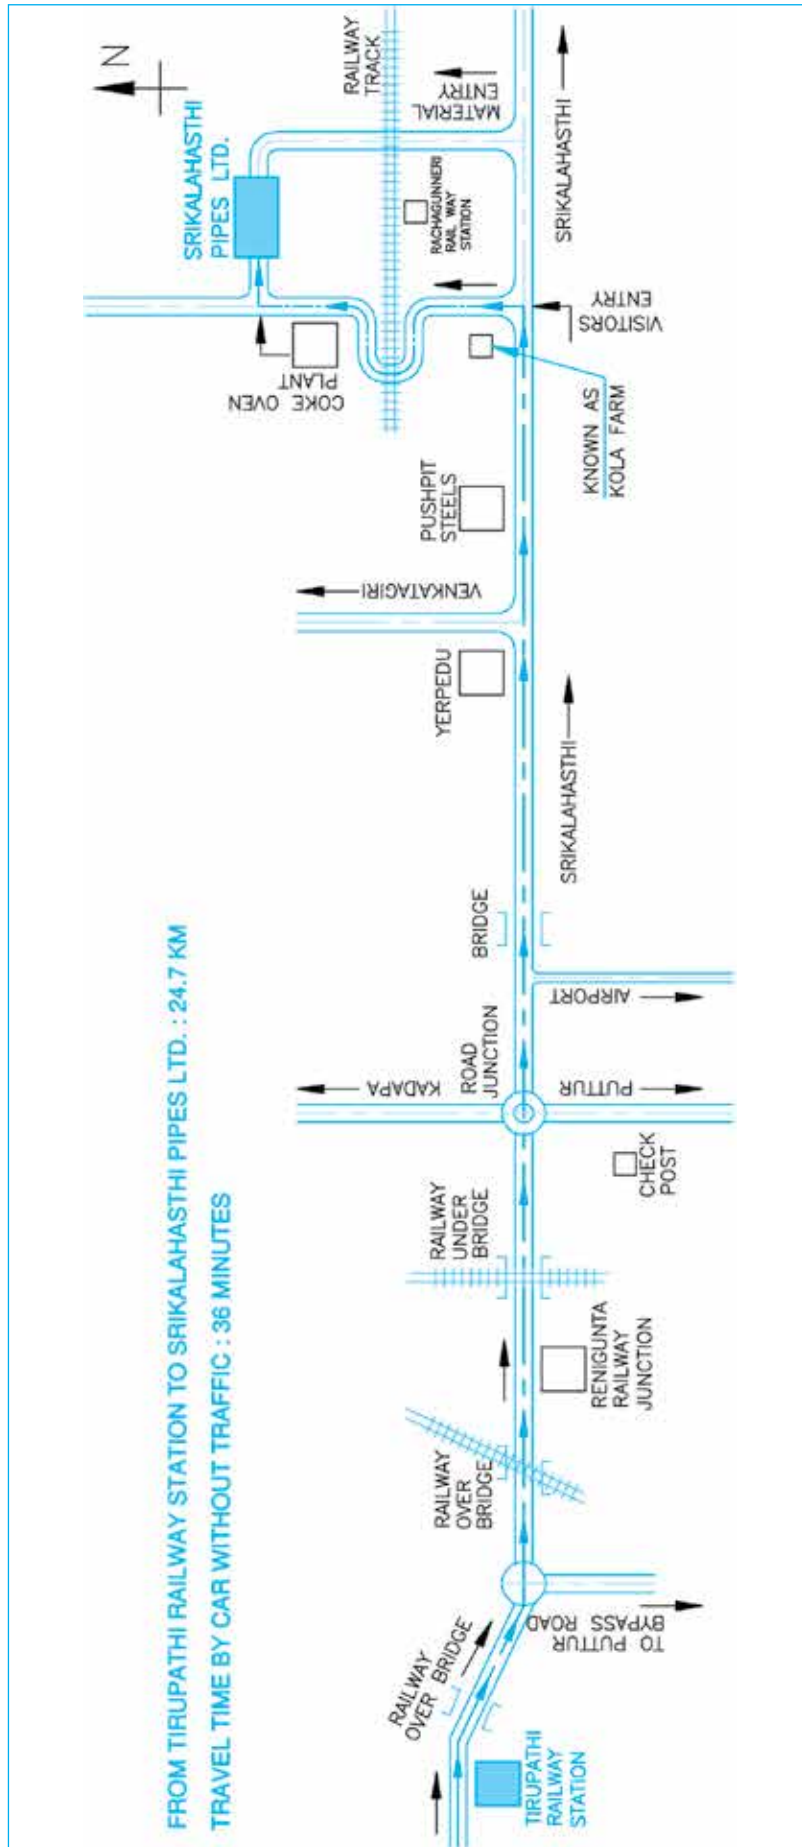 FROM TIRUPATHI RAILWAY STATION TO SRIKALAHASTHI PIPES LTD. : 24.7 KM
TRAVEL TIME BY CAR WITHOUT TRAFFIC : 36 MINUTES
N
TIRUPATHI
RAILWAY
STATION
RAILWAY
OVER BRIDGE
TO PUTTUR
BYPASS ROAD
RAILWAY
OVER
BRIDGE
RENIGUNTA
RAILWAY
JUNCTION
RAILWAY
UNDER
BRIDGE
CHECK
POST
KADAPA
PUTTUR
ROAD
JUNCTION
AIRPORT
BRIDGE
SRIKALAHASTHI
YERPEDU
VENKATAGIRI
PUSHPIT
STEELS
KNOWN AS
KOLA FARM
COKE OVEN
PLANT
VISITORS
ENTRY
SRIKALAHASTHI
PIPES LTD.
RACHAGUNNERI
RAIL WAY
STATION
RAILWAY
TRACK
MATERIAL
ENTRY
SRIKALAHASTHI